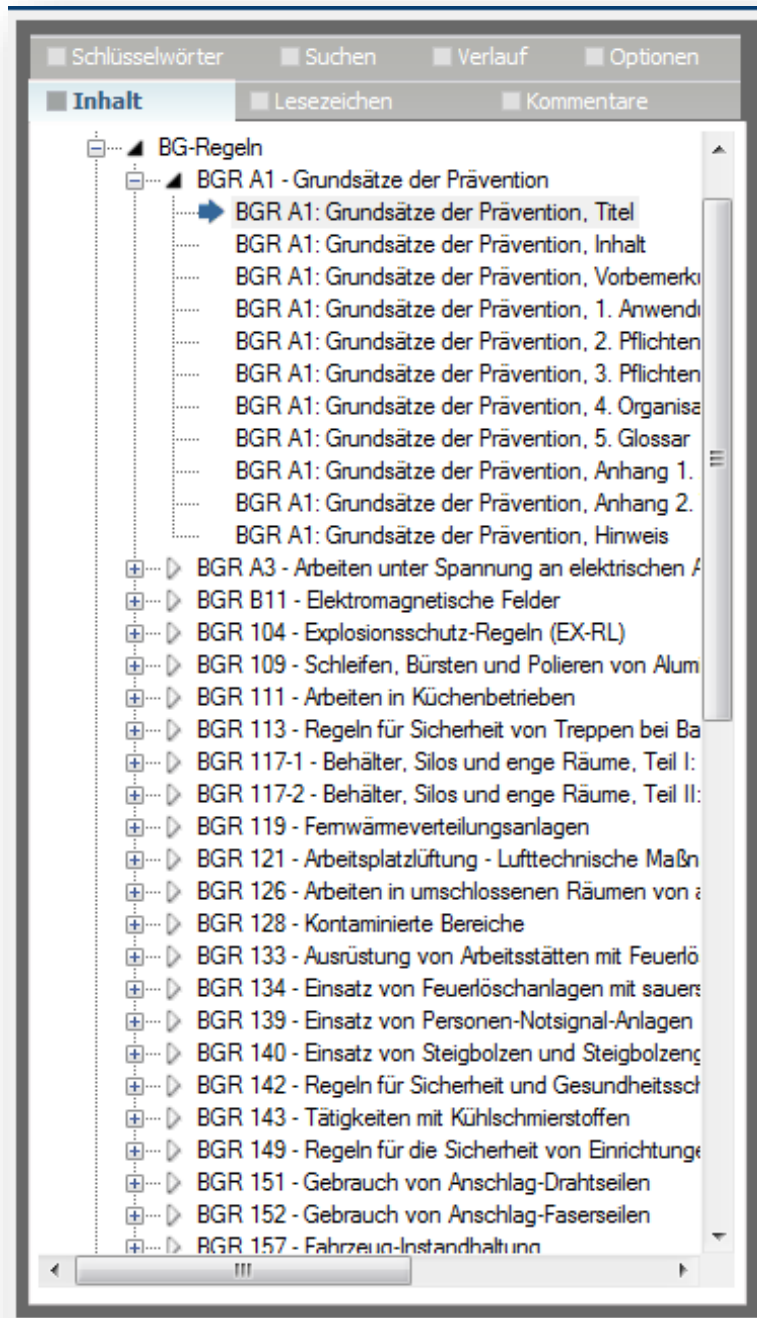 Schlüsselwörter Suchen Verlauf Optionen
Inhalt Lesezeichen Kommentare
BG-Regeln
BGR A1 - Grundsätze der Prävention
BGR A1: Grundsätze der Prävention, Titel
BGR A1: Grundsätze der Prävention, Inhalt
BGR A1: Grundsätze der Prävention, Vorbemerku
BGR A1: Grundsätze der Prävention, 1. Anwendu
BGR A1: Grundsätze der Prävention, 2. Pflichten
BGR A1: Grundsätze der Prävention, 3. Pflichten
BGR A1: Grundsätze der Prävention, 4. Organisa
BGR A1: Grundsätze der Prävention, 5. Glossar
BGR A1: Grundsätze der Prävention, Anhang 1.
BGR A1: Grundsätze der Prävention, Anhang 2.
BGR A1: Grundsätze der Prävention, Hinweis
BGR A3 - Arbeiten unter Spannung an elektrischen A
BGR B11 - Elektromagnetische Felder
BGR 104 - Explosionsschutz-Regeln (EX-RL)
BGR 109 - Schleifen, Bürsten und Polieren von Alum
BGR 111 - Arbeiten in Küchenbetrieben
BGR 113 - Regeln für Sicherheit von Treppen bei Ba
BGR 117-1 - Behälter, Silos und enge Räume, Teil I:
BGR 117-2 - Behälter, Silos und enge Räume, Teil II:
BGR 119 - Fernwärmeverteilungsanlagen
BGR 121 - Arbeitsplatzlüftung - Lufttechnische Maßn
BGR 126 - Arbeiten in umschlossenen Räumen von a
BGR 128 - Kontaminierte Bereiche
BGR 133 - Ausrüstung von Arbeitsstätten mit Feuerlö
BGR 134 - Einsatz von Feuerlöschanlagen mit sauers
BGR 139 - Einsatz von Personen-Notsignal-Anlagen
BGR 140 - Einsatz von Steigbolzen und Steigbolzeng
BGR 142 - Regeln für Sicherheit und Gesundheitssch
BGR 143 - Tätigkeiten mit Kühlschmierstoffen
BGR 149 - Regeln für die Sicherheit von Einrichtunge
BGR 151 - Gebrauch von Anschlag-Drahtseilen
BGR 152 - Gebrauch von Anschlag-Faserseilen
BGR 157 - Fahrzeug-Instandhaltung